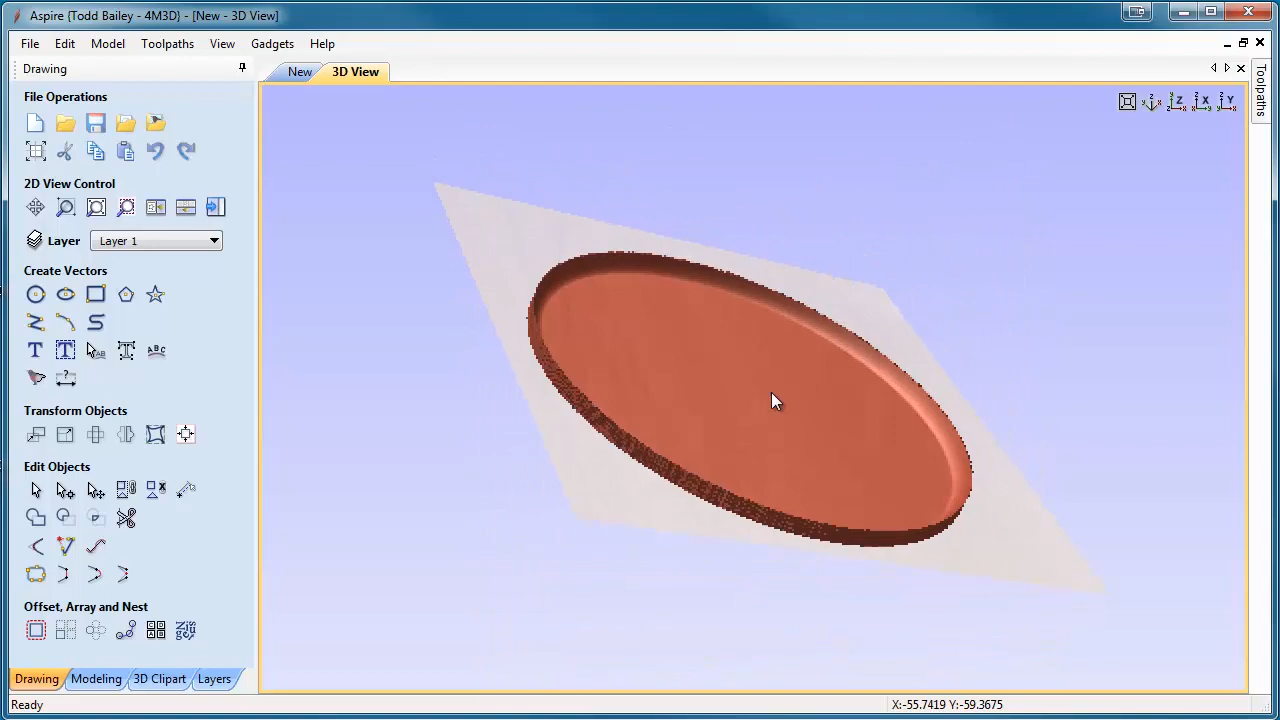 Aspire {Todd Bailey - 4M3D} - [New - 3D View]
File Edit Model Toolpaths View Gadgets Help
Drawing
New 3D View
Toolpaths
File Operations
2D View Control
Layer Layer 1
Create Vectors
Transform Objects
Edit Objects
Offset, Array and Nest
Drawing Modeling 3D Clipart Layers
Ready X:-55.7419 Y:-59.3675